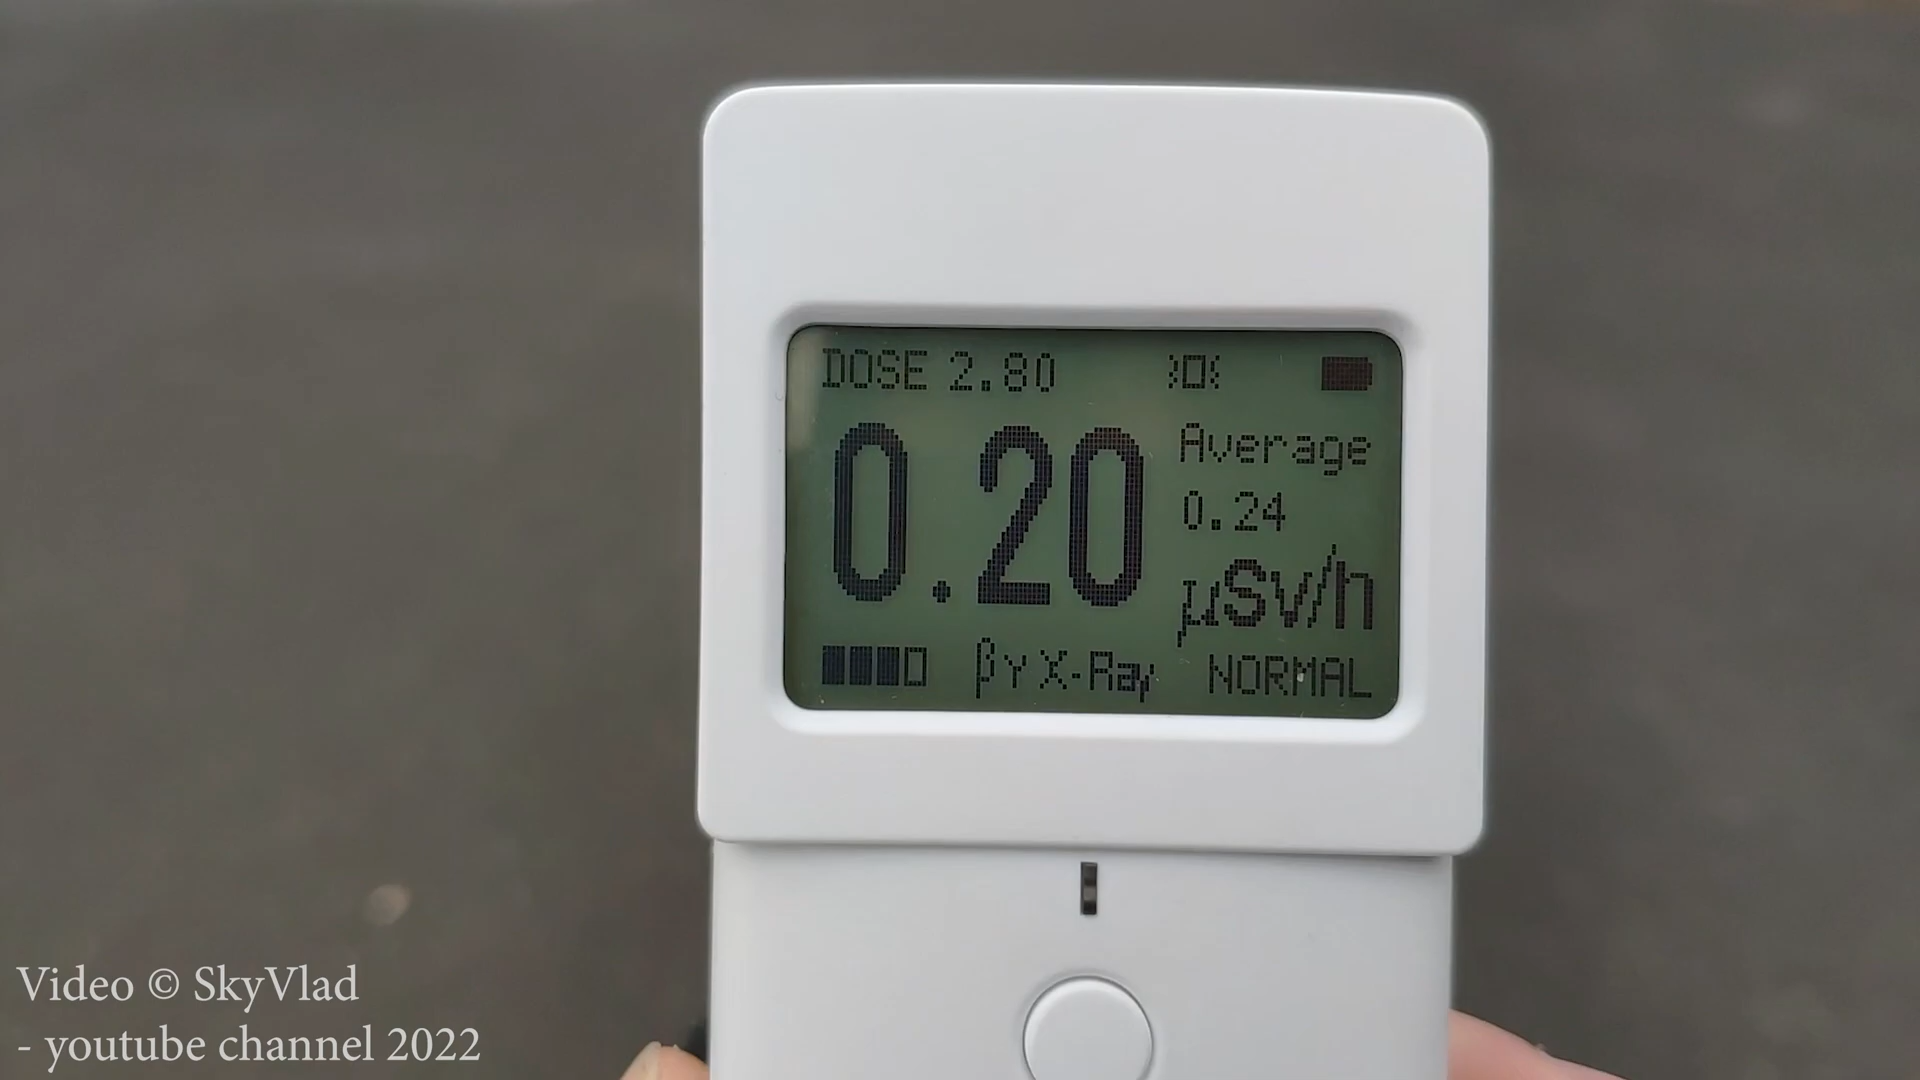 DOSE 2.80
Average
0.20
0.24
µSv/h
βγ X-Ray NORMAL
Video © SkyVlad
- youtube channel 2022